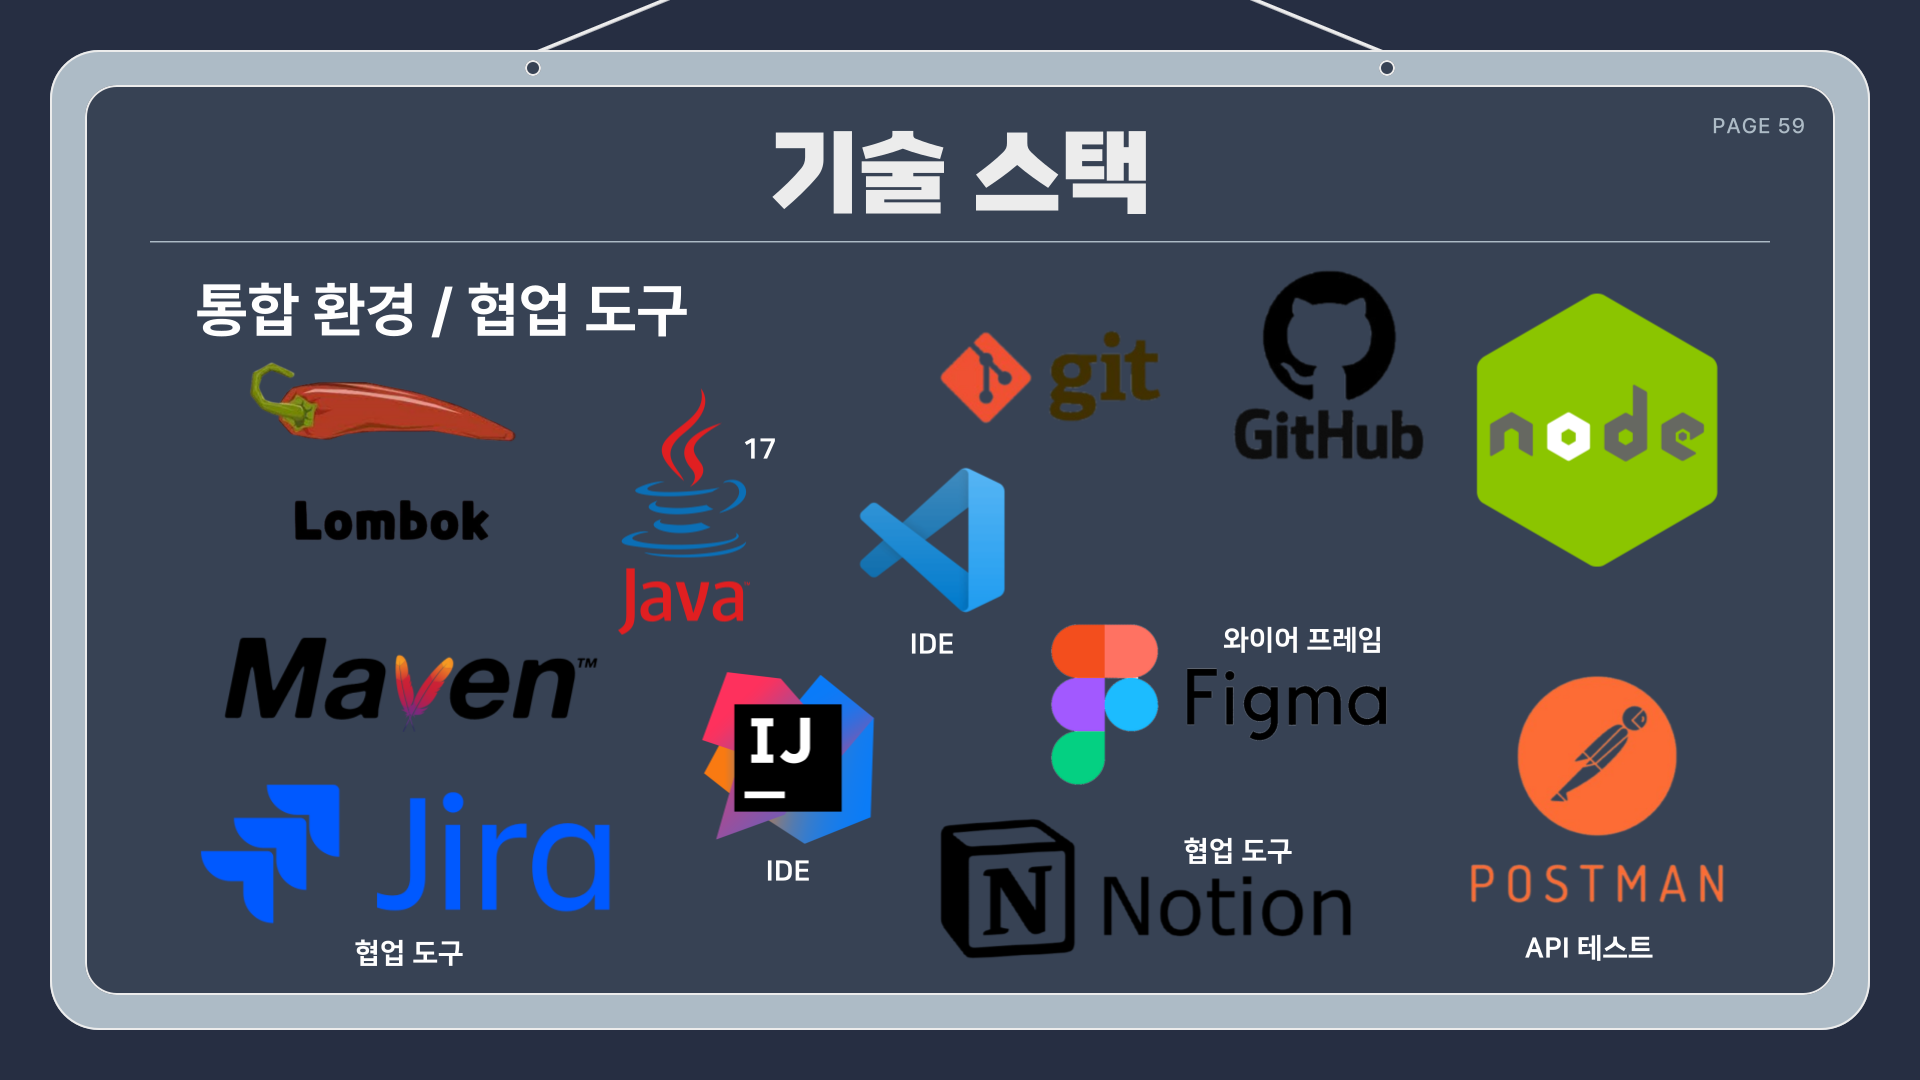 PAGE 59
기술 스택
통합 환경 / 협업 도구
git
GitHub
node
17
Java
Lombok
IDE
Maven™
IJ
IDE
와이어 프레임
Figma
Jira
협업 도구
협업 도구
N Notion
POSTMAN
API 테스트